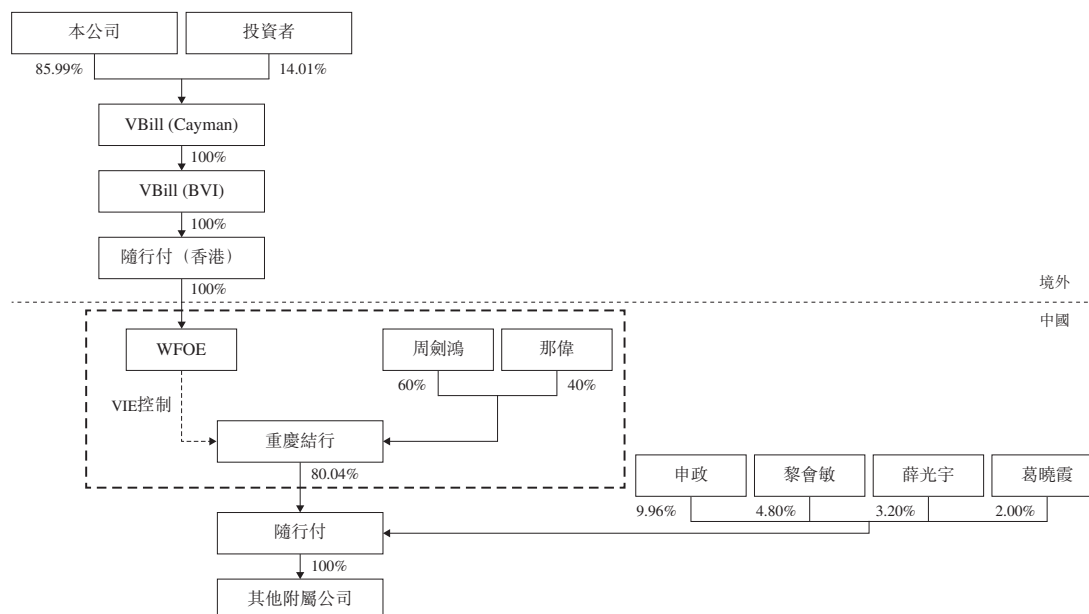 本公司
投資者
85.99%
14.01%
VBill (Cayman)
100%
VBill (BVI)
100%
隨行付（香港）
100%
境外
中國
WFOE
周劍鴻
那偉
60%
40%
VIE控制
重慶結行
80.04%
申政
黎會敏
薛光宇
葛曉霞
9.96%
4.80%
3.20%
2.00%
隨行付
100%
其他附屬公司